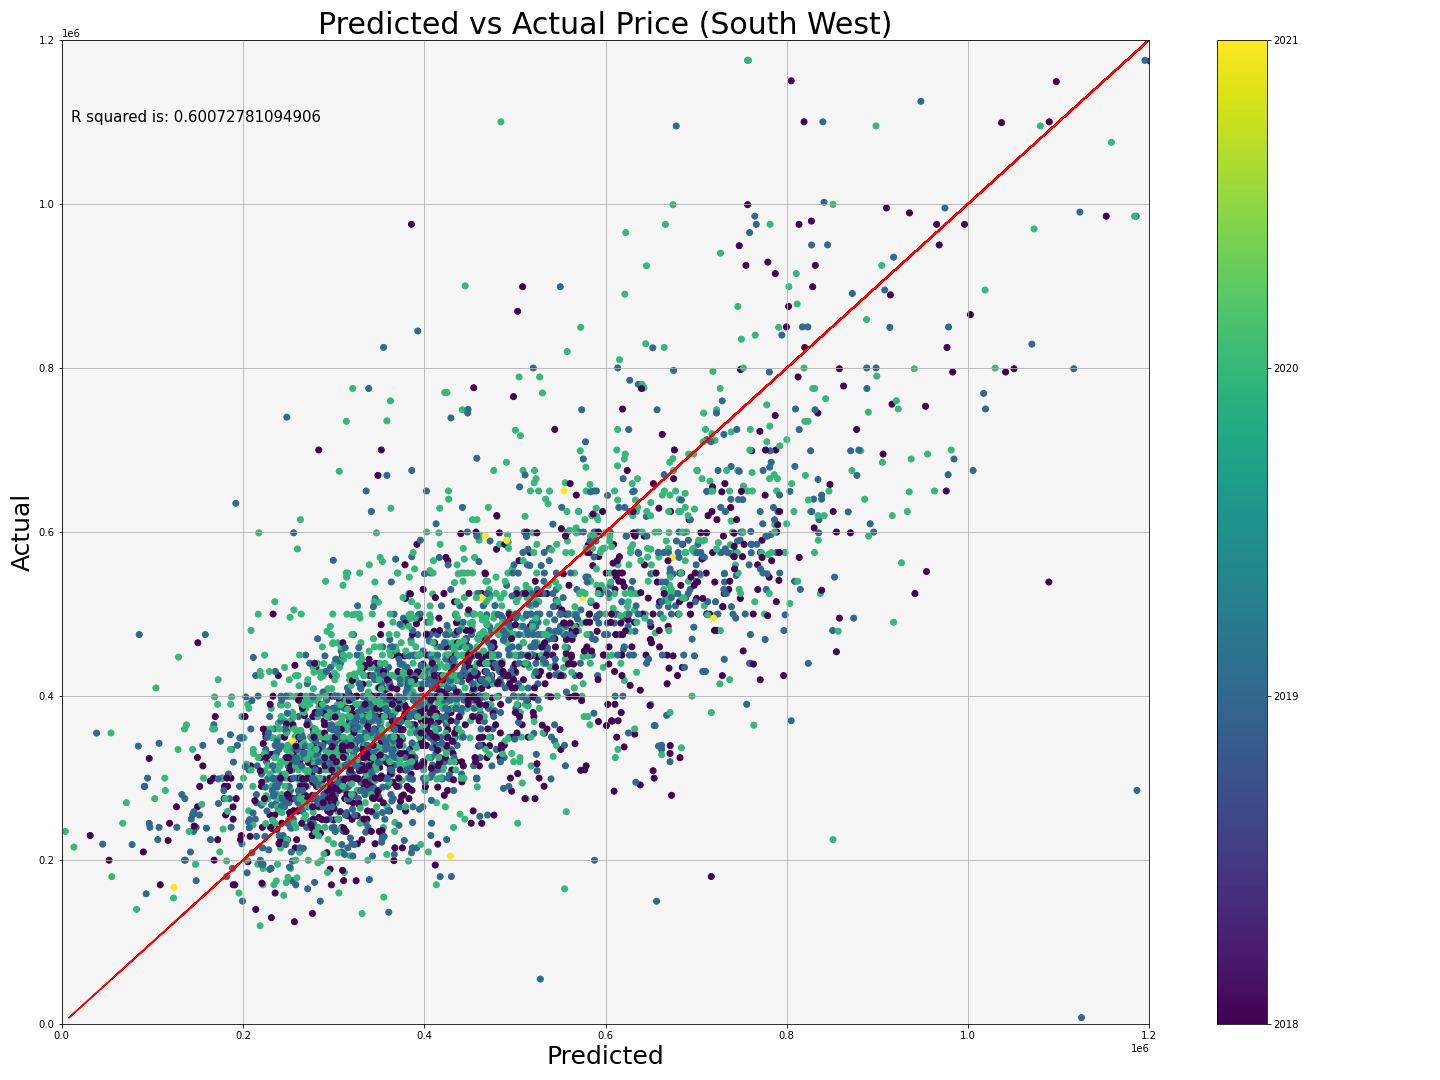 Predicted vs Actual Price (South West)
1e6
1.2
1.0
0.8
0.6
0.4
0.2
0.0
Actual
R squared is: 0.60072781094906
0.0 0.2 0.4 0.6 0.8 1.0 1.2
1e6
Predicted
2021
2020
2019
2018